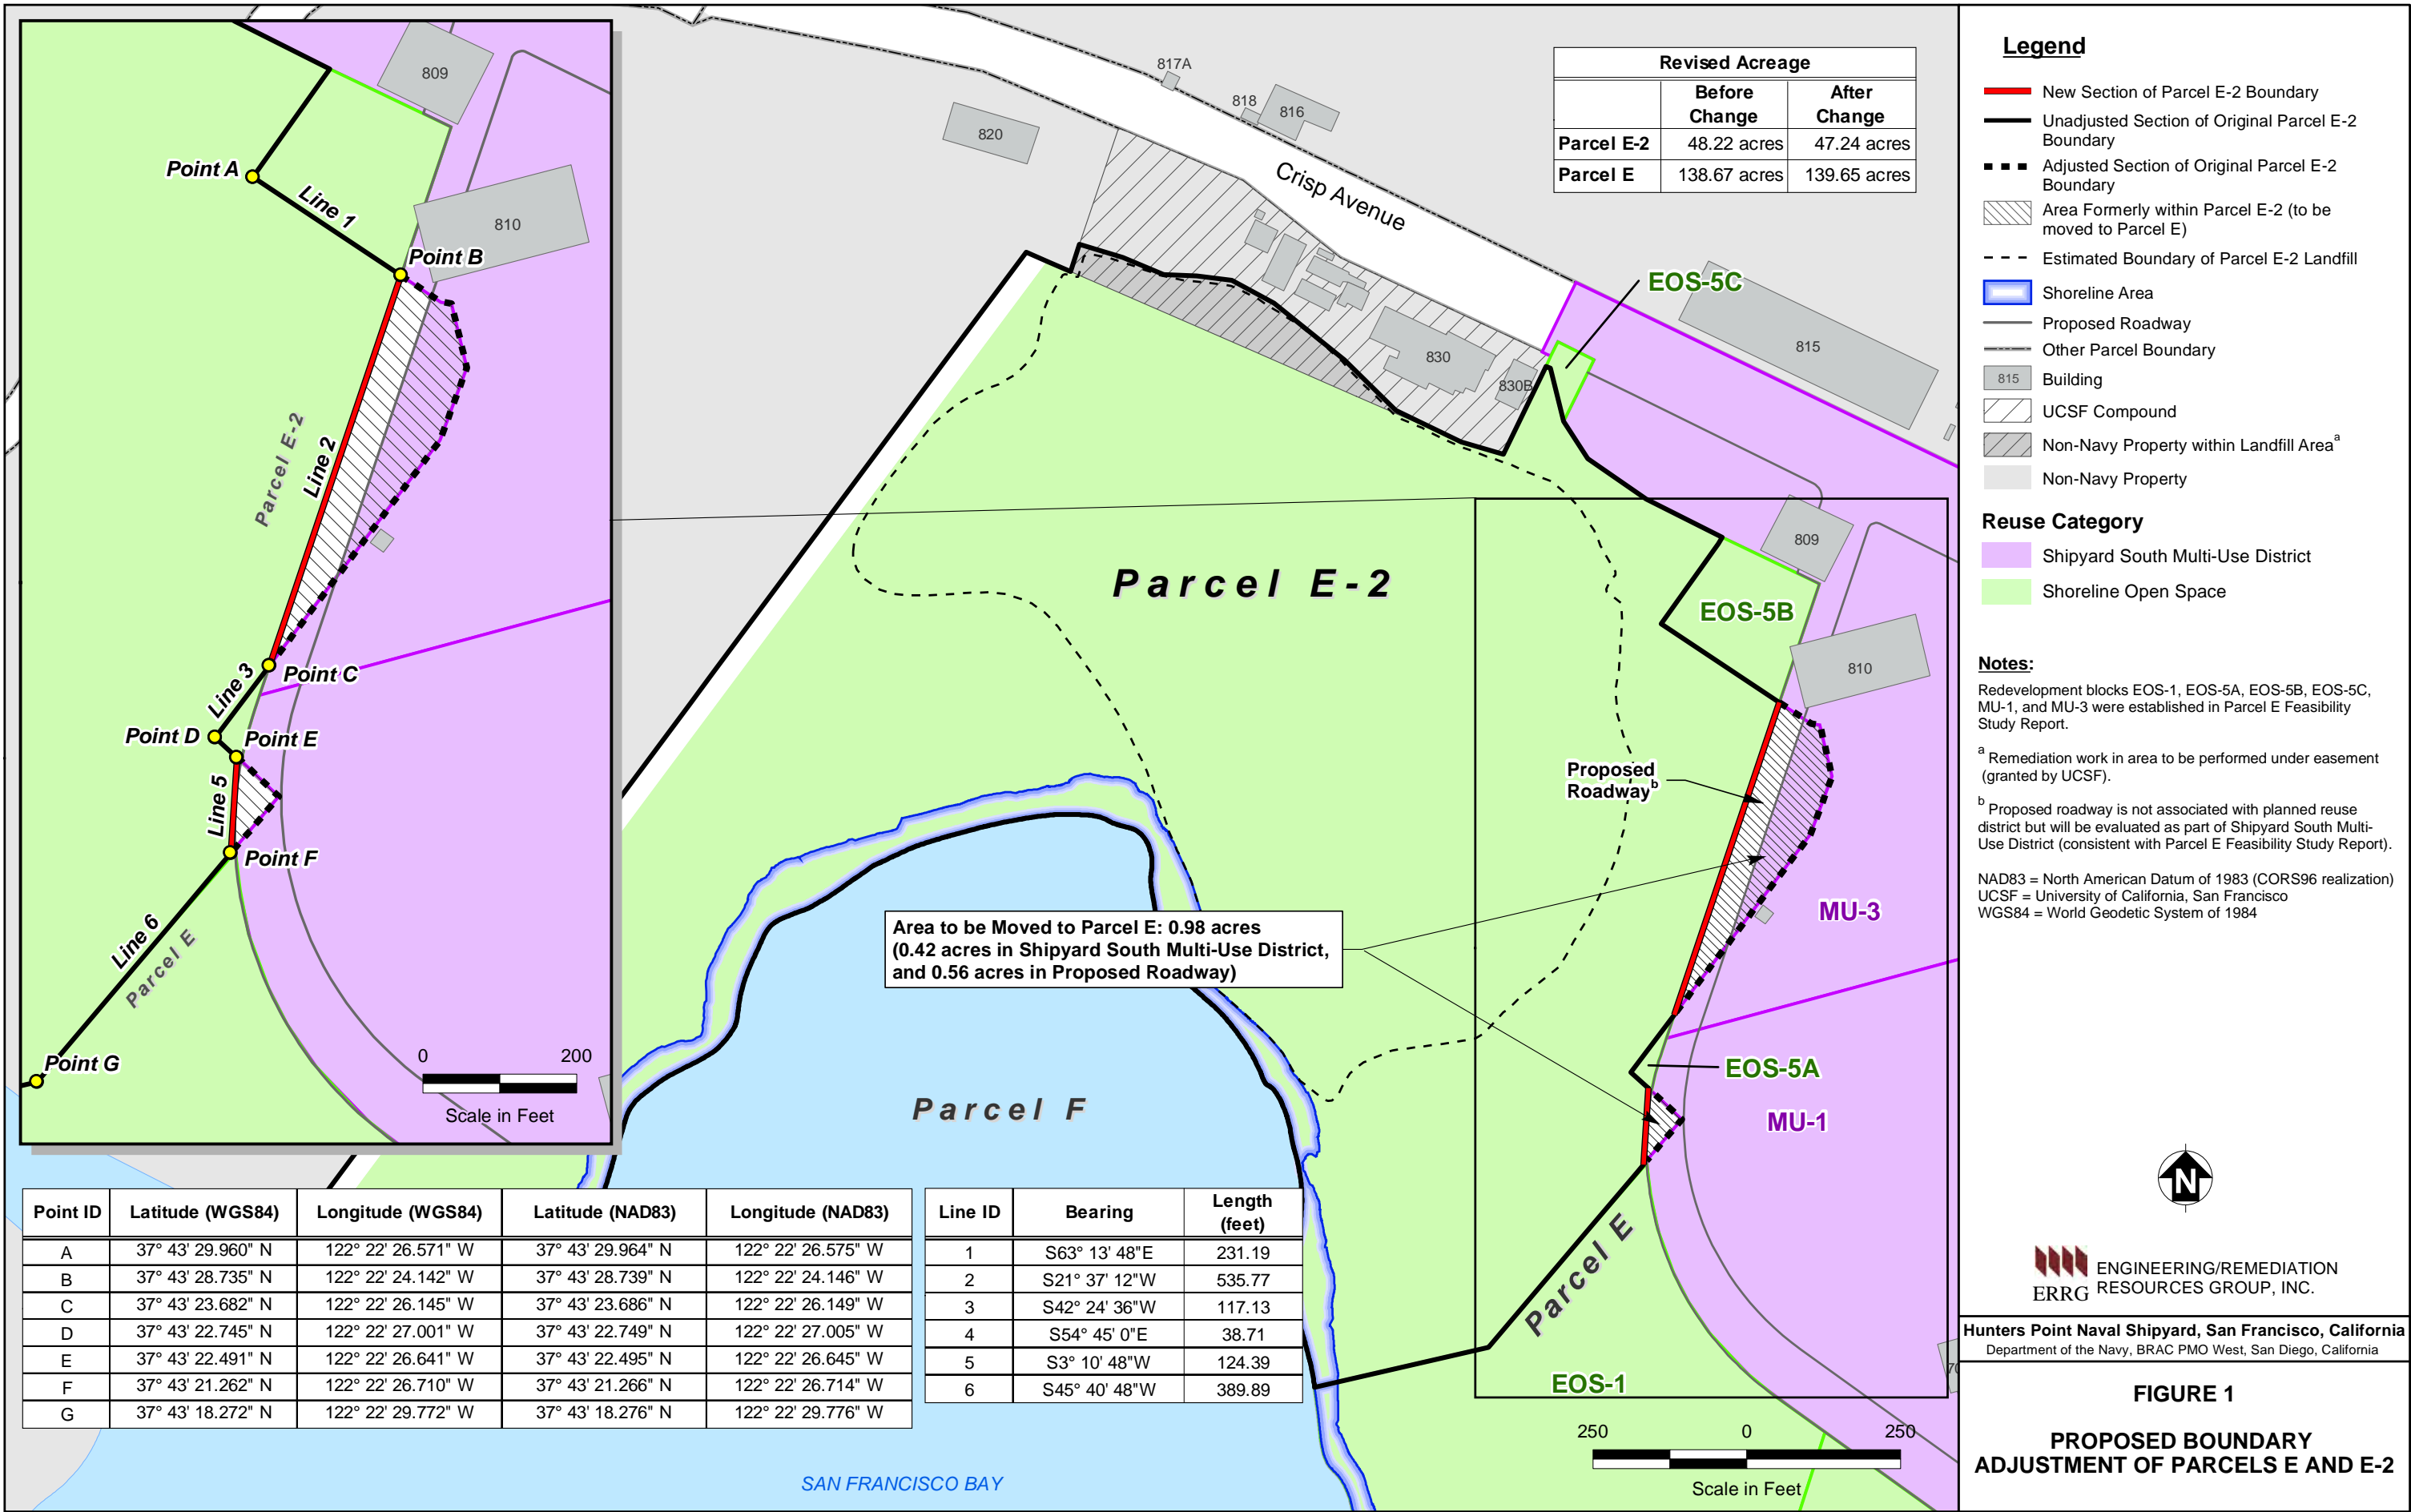 809
810
Point A
Line 1
Point B
Parcel E-2
Line 2
Line 3
Point C
Point D
Point E
Line 5
Point F
Line 6
Parcel E
Point G
0 200
Scale in Feet
817A
818
816
820
Crisp Avenue
830
830B
815
EOS-5C
Revised Acreage
Before Change After Change
Parcel E-2 48.22 acres 47.24 acres
Parcel E 138.67 acres 139.65 acres
Parcel E-2
809
EOS-5B
810
Proposed
Roadway b
MU-3
Area to be Moved to Parcel E: 0.98 acres
(0.42 acres in Shipyard South Multi-Use District,
and 0.56 acres in Proposed Roadway)
EOS-5A
MU-1
Parcel F
Parcel E
EOS-1
70
250 0 250
Scale in Feet
SAN FRANCISCO BAY
Point ID Latitude (WGS84) Longitude (WGS84) Latitude (NAD83) Longitude (NAD83)
A 37° 43' 29.960" N 122° 22' 26.571" W 37° 43' 29.964" N 122° 22' 26.575" W
B 37° 43' 28.735" N 122° 22' 24.142" W 37° 43' 28.739" N 122° 22' 24.146" W
C 37° 43' 23.682" N 122° 22' 26.145" W 37° 43' 23.686" N 122° 22' 26.149" W
D 37° 43' 22.745" N 122° 22' 27.001" W 37° 43' 22.749" N 122° 22' 27.005" W
E 37° 43' 22.491" N 122° 22' 26.641" W 37° 43' 22.495" N 122° 22' 26.645" W
F 37° 43' 21.262" N 122° 22' 26.710" W 37° 43' 21.266" N 122° 22' 26.714" W
G 37° 43' 18.272" N 122° 22' 29.772" W 37° 43' 18.276" N 122° 22' 29.776" W
Line ID Bearing Length (feet)
1 S63° 13' 48"E 231.19
2 S21° 37' 12"W 535.77
3 S42° 24' 36"W 117.13
4 S54° 45' 0"E 38.71
5 S3° 10' 48"W 124.39
6 S45° 40' 48"W 389.89
Legend
New Section of Parcel E-2 Boundary
Unadjusted Section of Original Parcel E-2
Boundary
Adjusted Section of Original Parcel E-2
Boundary
Area Formerly within Parcel E-2 (to be
moved to Parcel E)
Estimated Boundary of Parcel E-2 Landfill
Shoreline Area
Proposed Roadway
Other Parcel Boundary
815 Building
UCSF Compound
Non-Navy Property within Landfill Area a
Non-Navy Property
Reuse Category
Shipyard South Multi-Use District
Shoreline Open Space
Notes:
Redevelopment blocks EOS-1, EOS-5A, EOS-5B, EOS-5C,
MU-1, and MU-3 were established in Parcel E Feasibility
Study Report.
a Remediation work in area to be performed under easement
(granted by UCSF).
b Proposed roadway is not associated with planned reuse
district but will be evaluated as part of Shipyard South Multi-
Use District (consistent with Parcel E Feasibility Study Report).
NAD83 = North American Datum of 1983 (CORS96 realization)
UCSF = University of California, San Francisco
WGS84 = World Geodetic System of 1984
N
ERRG
ENGINEERING/REMEDIATION
RESOURCES GROUP, INC.
Hunters Point Naval Shipyard, San Francisco, California
Department of the Navy, BRAC PMO West, San Diego, California
FIGURE 1
PROPOSED BOUNDARY
ADJUSTMENT OF PARCELS E AND E-2